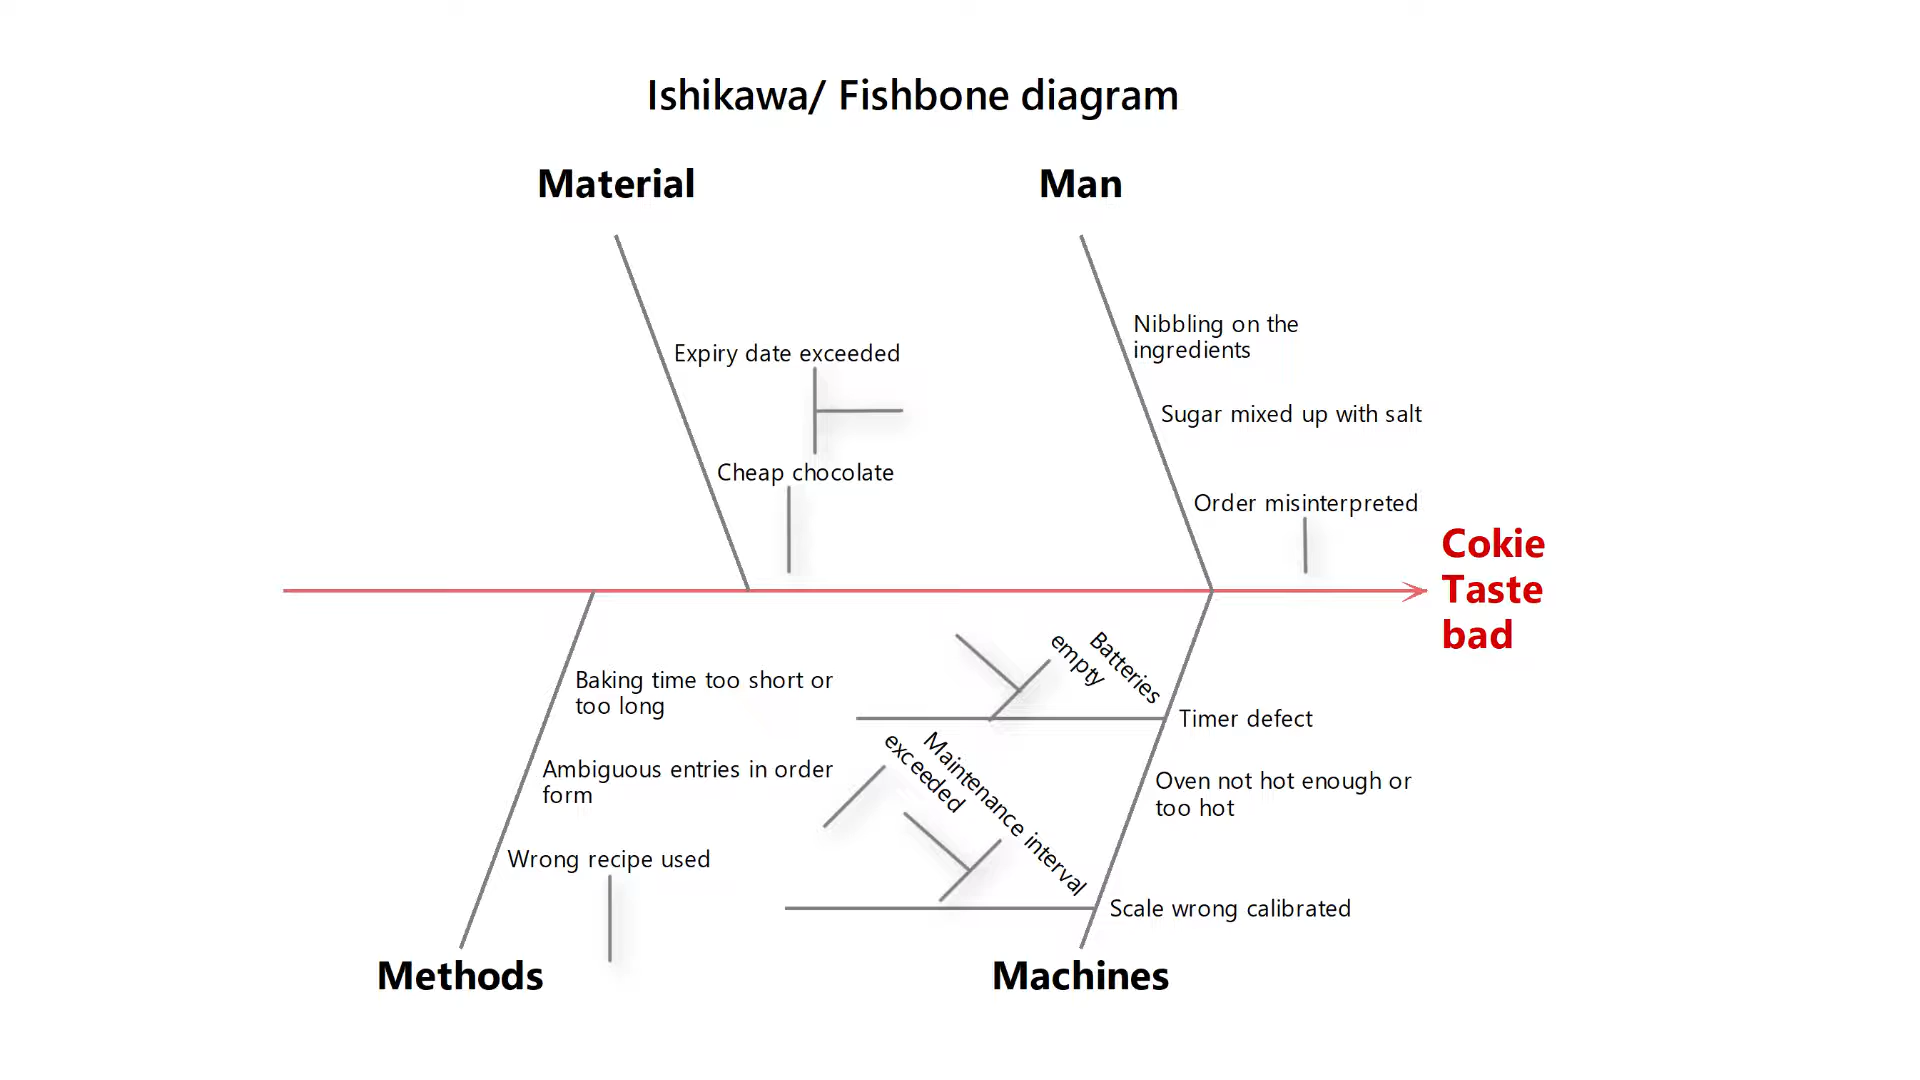 Ishikawa/ Fishbone diagram
Material
Man
Nibbling on the
ingredients
Expiry date exceeded
Sugar mixed up with salt
Cheap chocolate
Order misinterpreted
Cokie
Taste
bad
Baking time too short or
too long
Batteries
empty
Timer defect
Ambiguous entries in order
form
Maintenance interval
exceeded
Oven not hot enough or
too hot
Wrong recipe used
Scale wrong calibrated
Methods
Machines